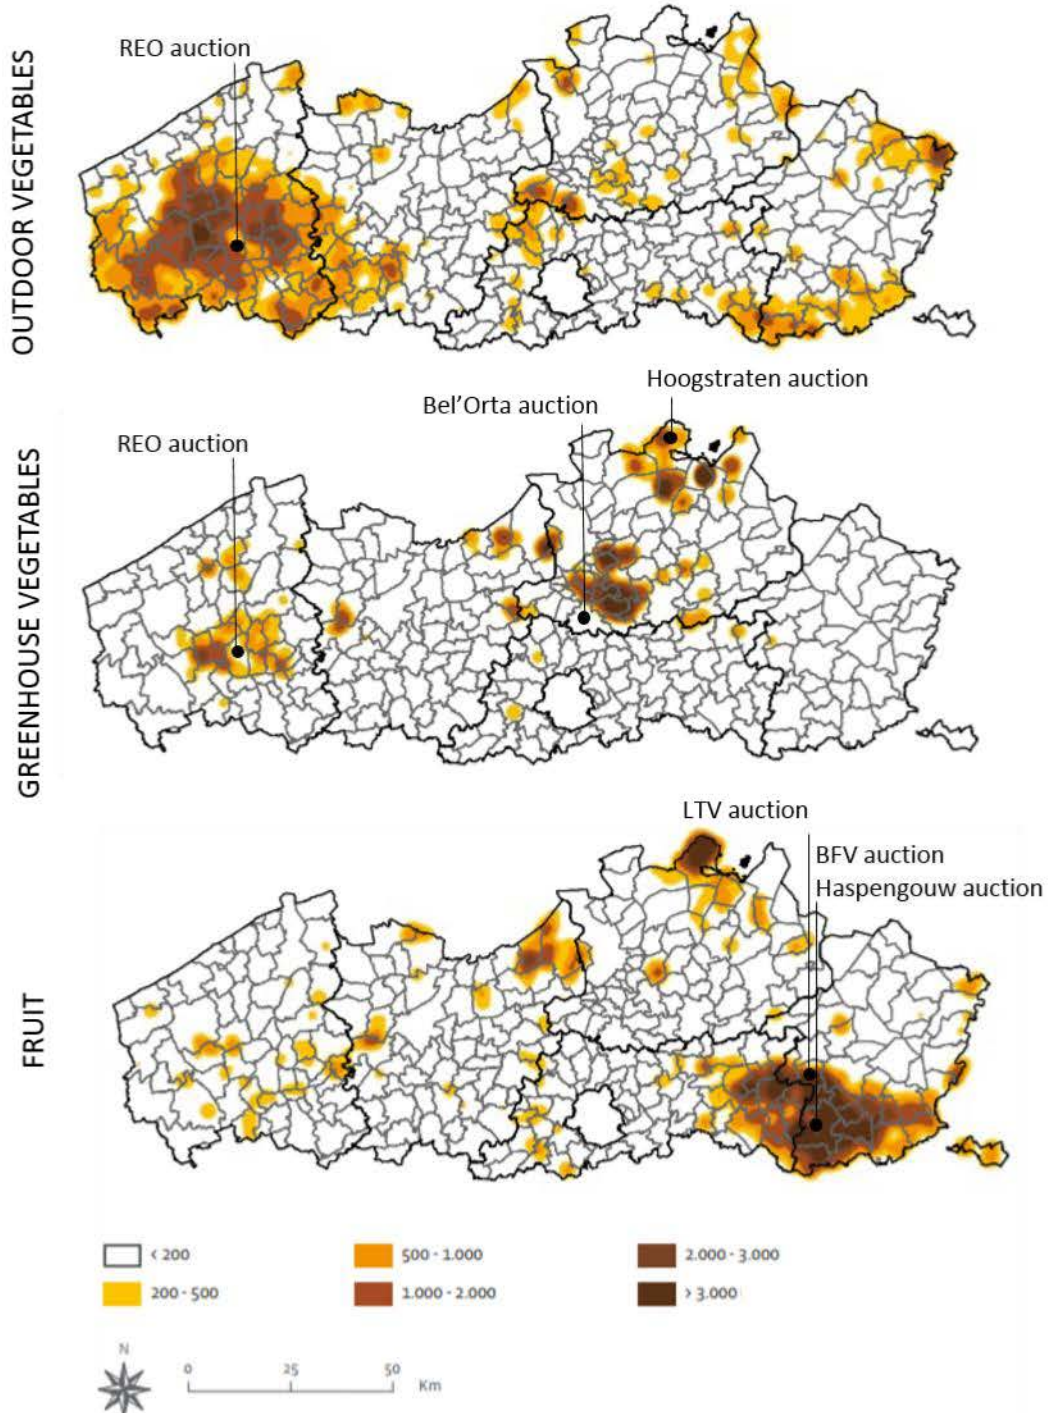 OUTDOOR VEGETABLES
REO auction
GREENHOUSE VEGETABLES
REO auction
Bel’Orta auction
Hoogstraten auction
FRUIT
LTV auction
BFV auction
Haspengouw auction
< 200
500 - 1.000
2.000 - 3.000
200 - 500
1.000 - 2.000
> 3.000
N
0 25 50
Km